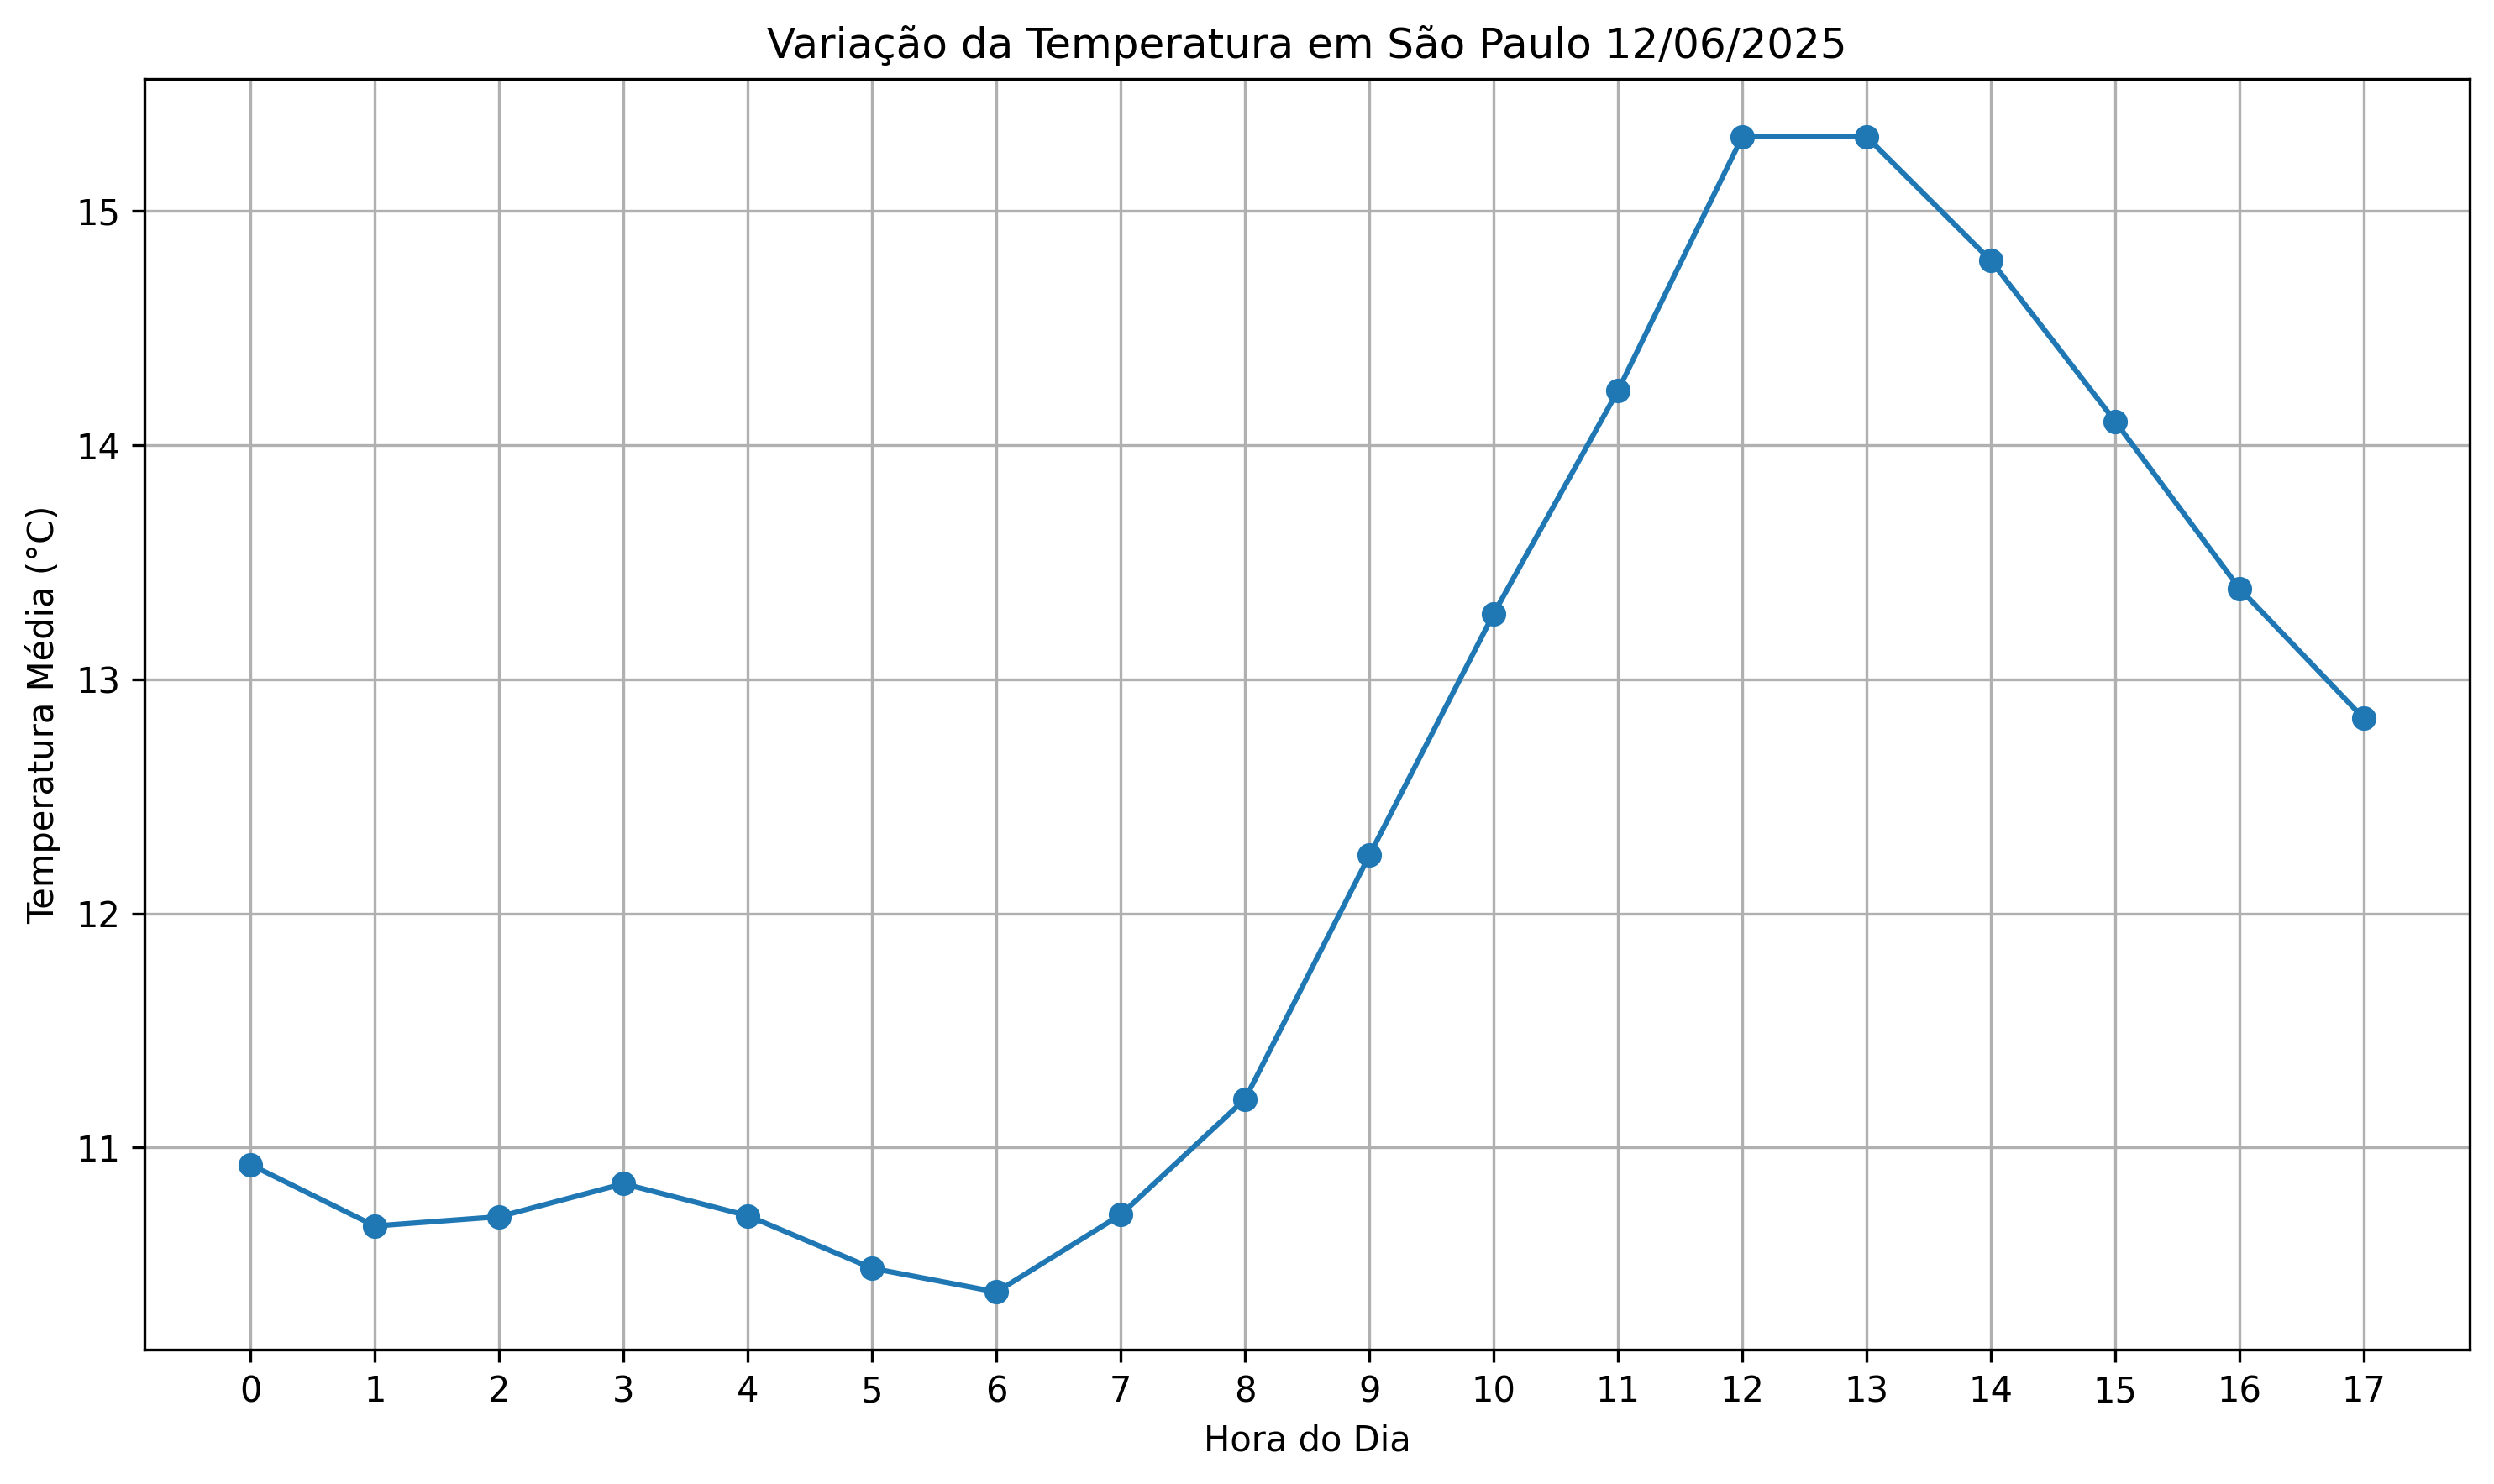 Variação da Temperatura em São Paulo 12/06/2025
Temperatura Média (°C)
15
14
13
12
11
0 1 2 3 4 5 6 7 8 9 10 11 12 13 14 15 16 17
Hora do Dia